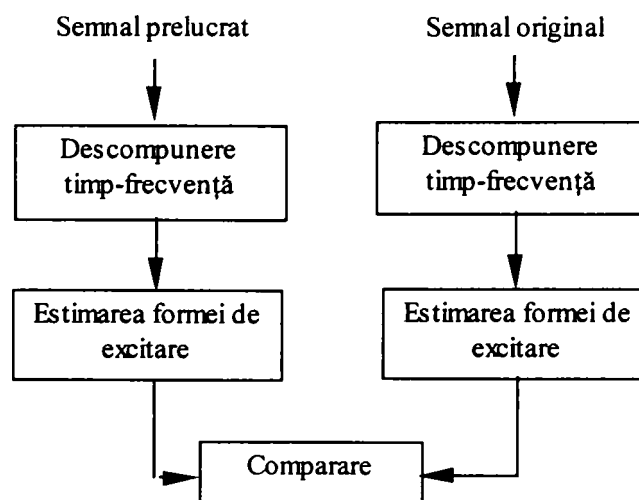 Semnal prelucrat
Semnal original
Descompunere
timp-frecvență
Descompunere
timp-frecvență
Estimarea formei de
excitare
Estimarea formei de
excitare
Comparare